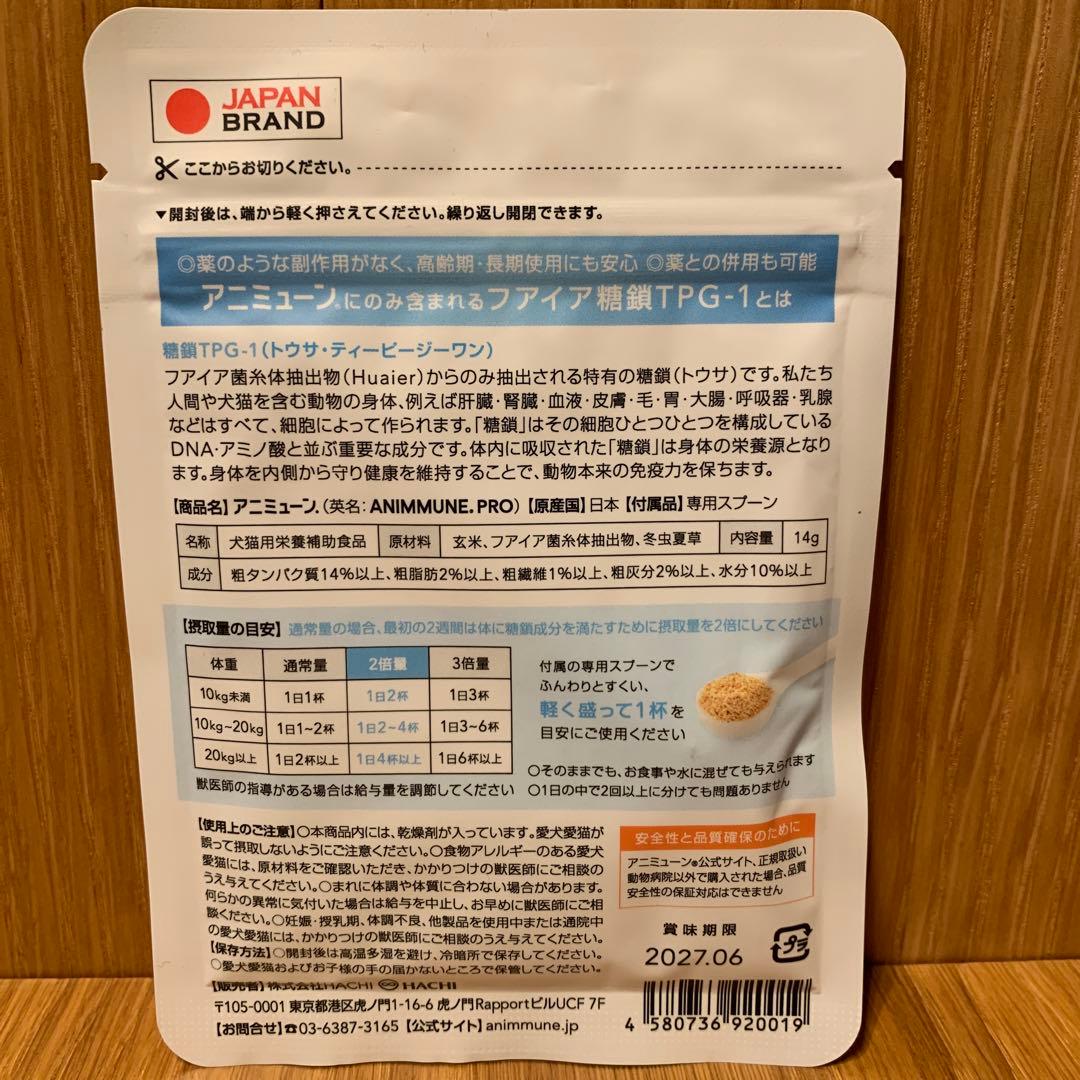 JAPAN
BRAND
ここからお切りください。
▼開封後は、端から軽く押さえてください。繰り返し開閉できます。
◎薬のような副作用がなく、高齢期・長期使用にも安心 ◎薬との併用も可能
アニミューン®にのみ含まれるフアイア糖鎖TPG-1とは
糖鎖TPG-1(トウサ・ティーピージーワン)
フアイア菌糸体抽出物(Huaier)からのみ抽出される特有の糖鎖(トウサ)です。私たち
人間や犬猫を含む動物の身体、例えば肝臓・腎臓・血液・皮膚・毛・胃・大腸・呼吸器・乳腺
などはすべて、細胞によって作られます。「糖鎖」はその細胞ひとつひとつを構成している
DNA・アミノ酸と並ぶ重要な成分です。体内に吸収された「糖鎖」は身体の栄養源となり
ます。身体を内側から守り健康を維持することで、動物本来の免疫力を保ちます。
【商品名】アニミューン®(英名:ANIMMUNE®PRO)【原産国】日本【付属品】専用スプーン
名称 犬猫用栄養補助食品 原材料 玄米、フアイア菌糸体抽出物、冬虫夏草 内容量 14g
成分 粗タンパク質14%以上、粗脂肪2%以上、粗繊維1%以上、粗灰分2%以上、水分10%以上
【摂取量の目安】通常量の場合、最初の2週間は体に糖鎖成分を満たすために摂取量を2倍にしてください
体重 通常量 2倍量 3倍量
10kg未満 1日1杯 1日2杯 1日3杯
10kg~20kg 1日1~2杯 1日2~4杯 1日3~6杯
20kg以上 1日2杯以上 1日4杯以上 1日6杯以上
獣医師の指導がある場合は給与量を調節してください
付属の専用スプーンで
ふんわりとすくい、
軽く盛って1杯を
目安にご使用ください
○そのままでも、お食事や水に混ぜても与えられます
○1日の中で2回以上に分けても問題ありません
【使用上のご注意】○本商品内には、乾燥剤が入っています。愛犬愛猫が
誤って摂取しないようにご注意ください。○食物アレルギーのある愛犬
愛猫には、原材料をご確認いただき、かかりつけの獣医師にご相談の
うえ与えてください。○まれに体調や体質に合わない場合があります。
何らかの異常に気付いた場合は給与を中止し、お早めに獣医師にご相
談ください。○妊娠・授乳期、体調不良、他製品を使用中または通院中
の愛犬愛猫には、かかりつけの獣医師にご相談のうえ与えてください。
【保存方法】○開封後は高温多湿を避け、冷暗所で保存してください。
○愛犬愛猫およびお子様の手の届かないところで保管してください。
【販売者】株式会社HACHI HACHI
〒105-0001 東京都港区虎ノ門1-16-6 虎ノ門RapportビルUCF 7F
【お問合せ】☎03-6387-3165【公式サイト】animmune.jp
安全性と品質確保のために
アニミューン®公式サイト、正規取扱い
動物病院以外で購入された場合、品質
安全性の保証対応はできません
賞味期限
2027.06
プラ
4 580736 920019